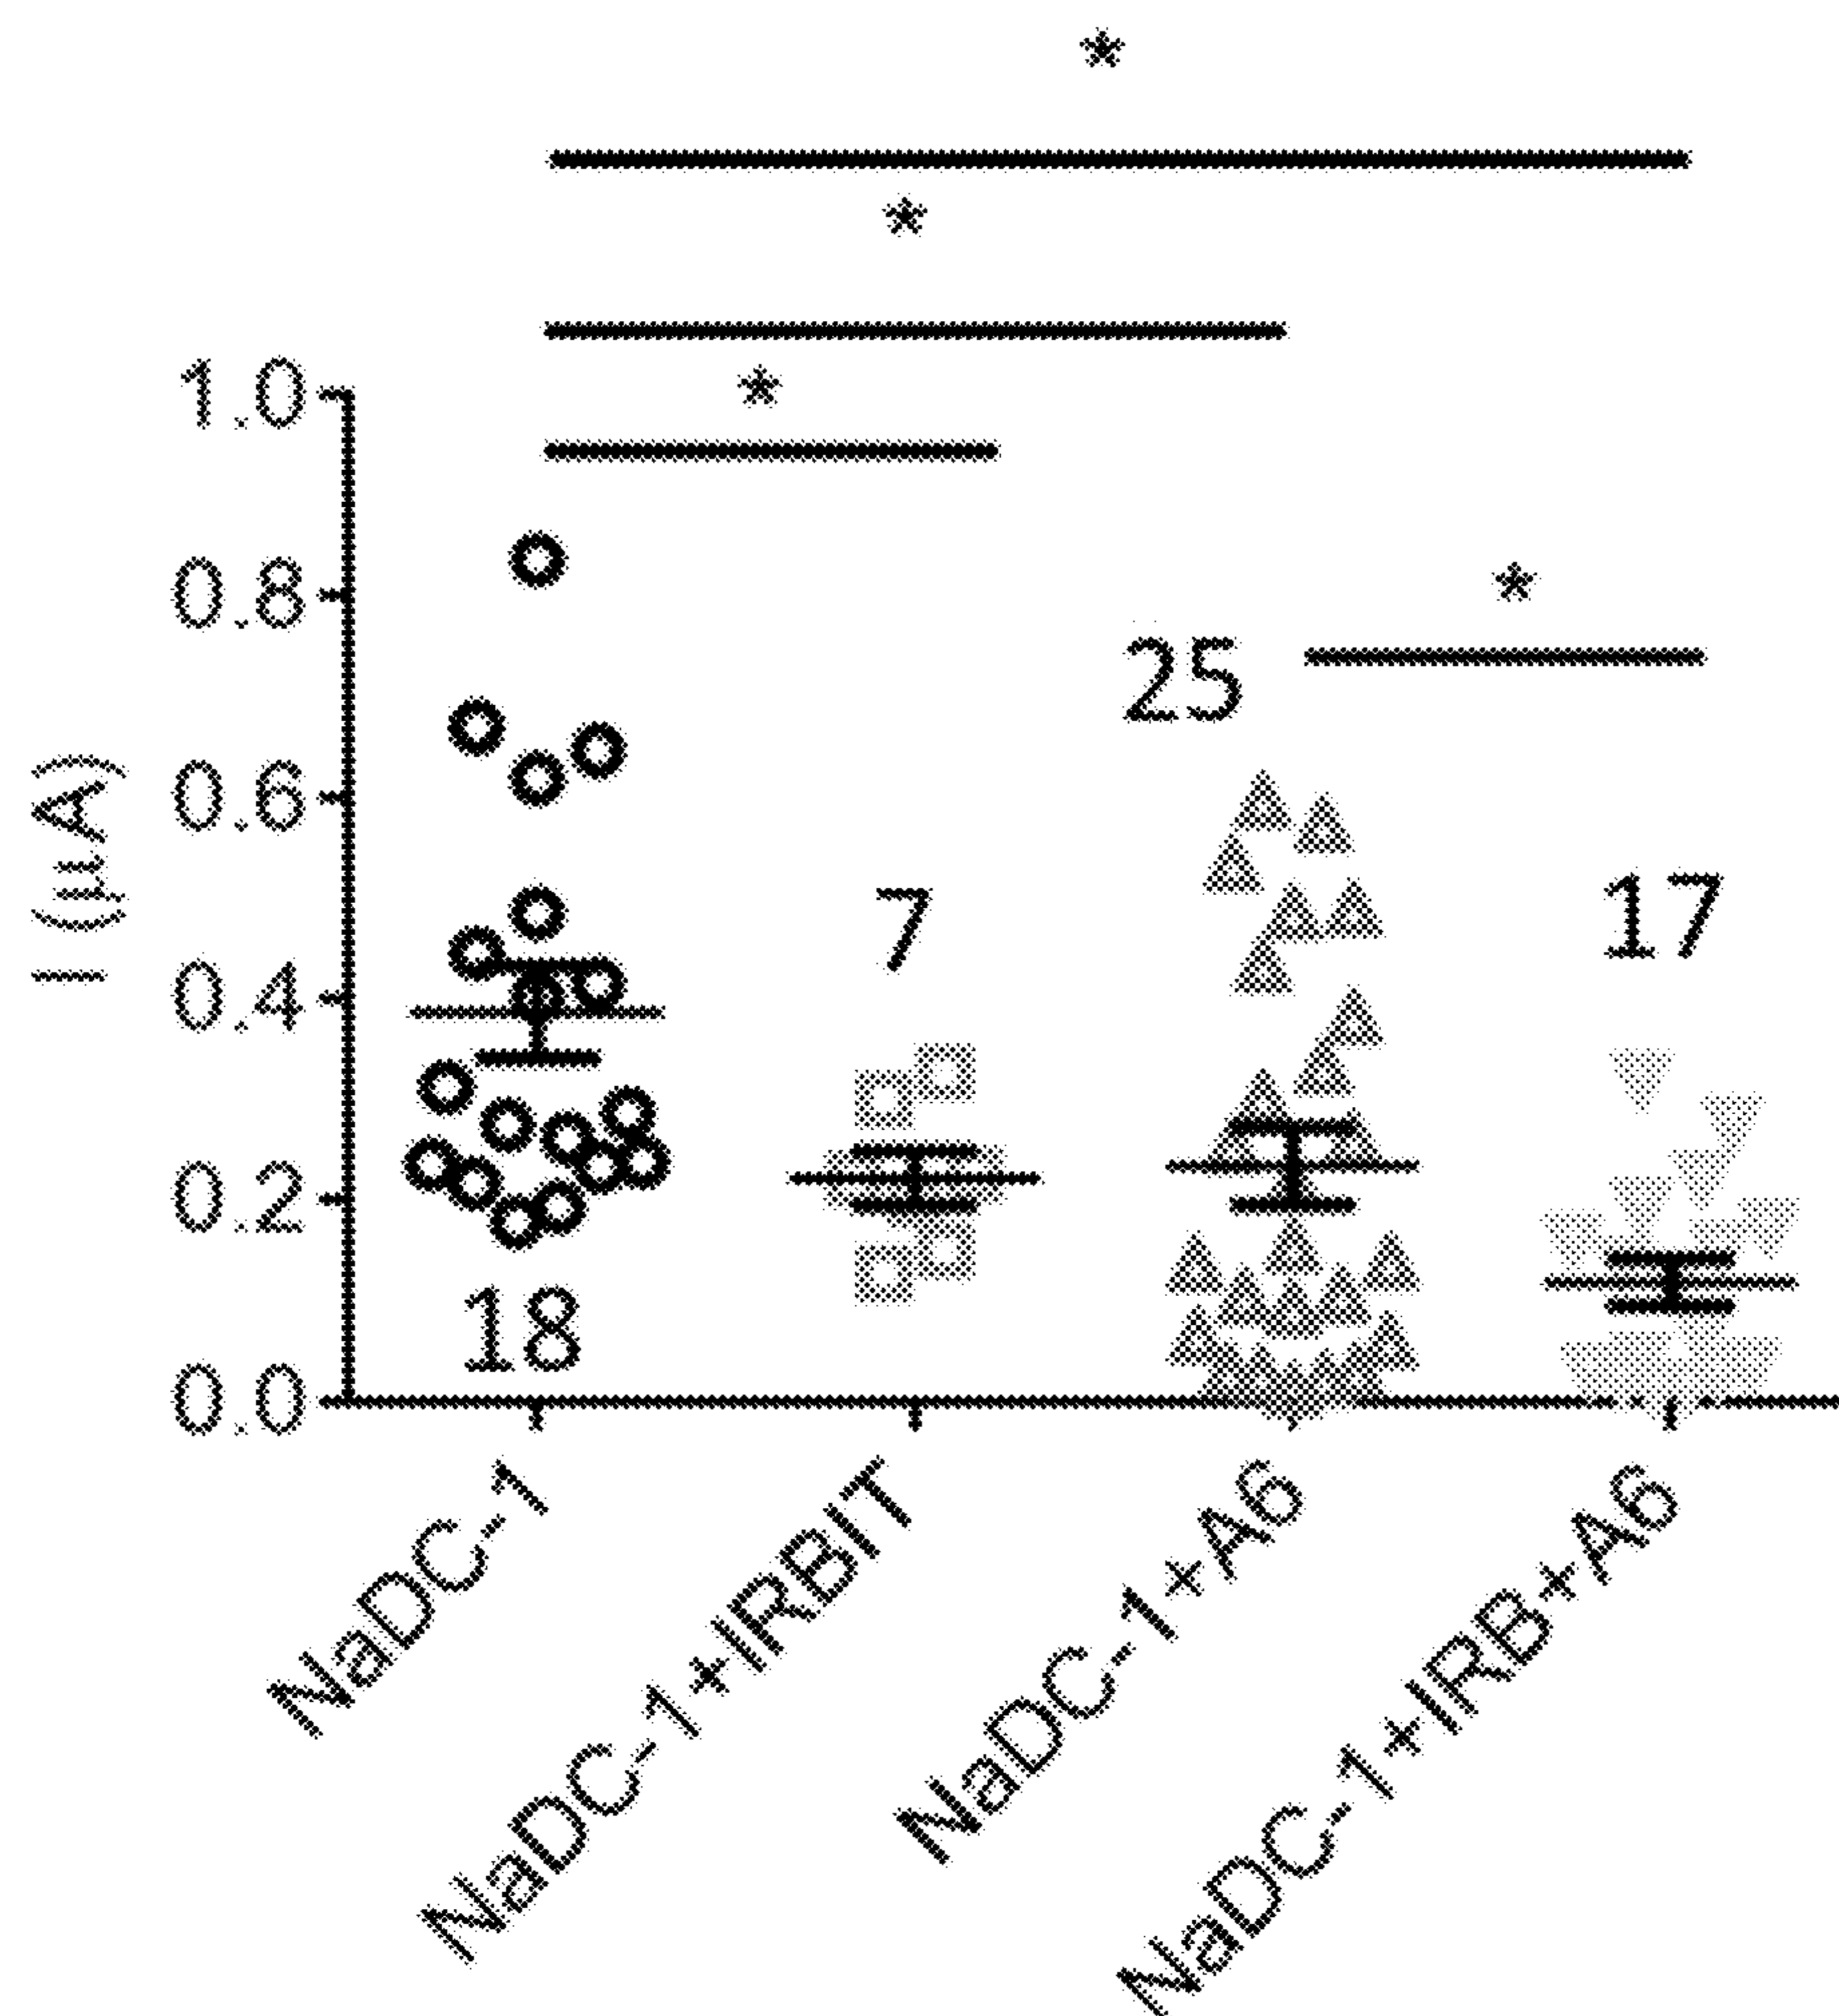 *
*
*
*
1.0
0.8
0.6
0.4
0.2
0.0
I (µA)
18
7
25
17
NaDC-1
NaDC-1+IRBIT
NaDC-1+A6
NaDC-1+IRB+A6